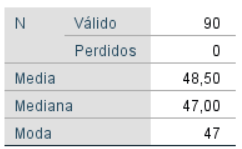 N Válido 90
Perdidos 0
Media 48,50
Mediana 47,00
Moda 47